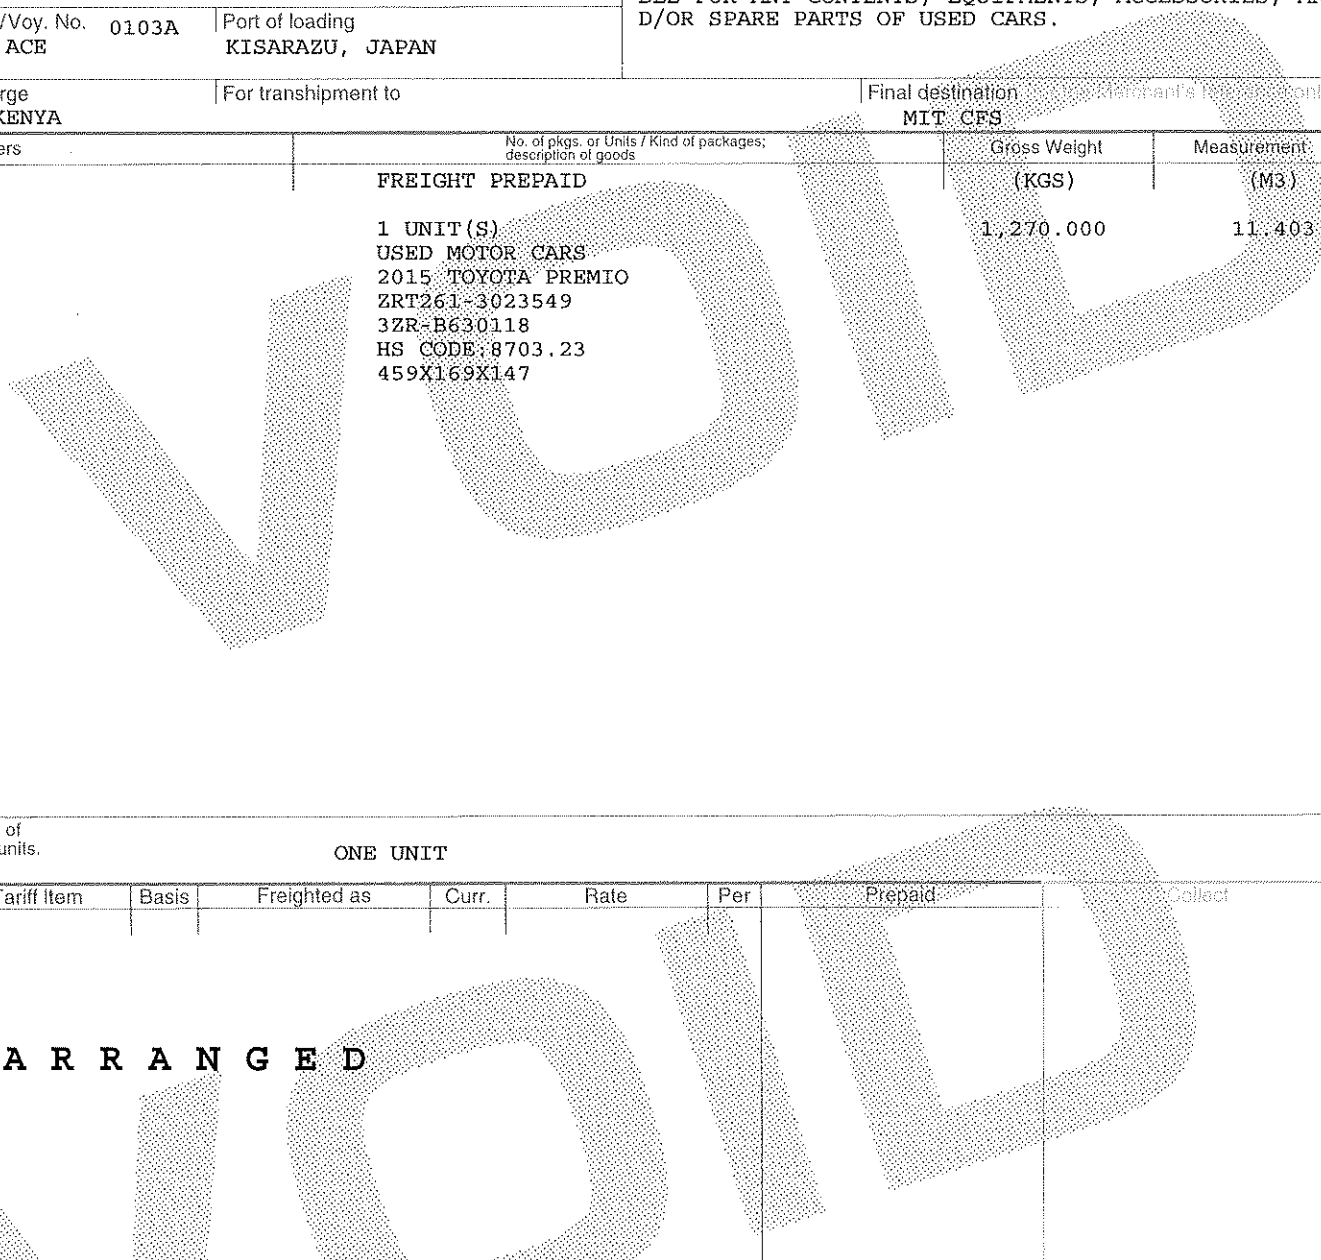 D/OR SPARE PARTS OF USED CARS.
/Voy. No. 0103A Port of loading
ACE KISARAZU, JAPAN
rge For transhipment to Final destination
KENYA MIT CFS
ers No. of pkgs. or Units / Kind of packages; Gross Weight Measurement
description of goods
FREIGHT PREPAID (KGS) (M3)
1 UNIT(S) 1,270.000 11.403
USED MOTOR CARS
2015 TOYOTA PREMIO
ZRT261-3023549
3ZR-B630118
HS CODE:8703.23
459X169X147
VOID
of
units. ONE UNIT
Tariff Item Basis Freighted as Curr. Rate Per Prepaid Collect
ARRANGED
VOID